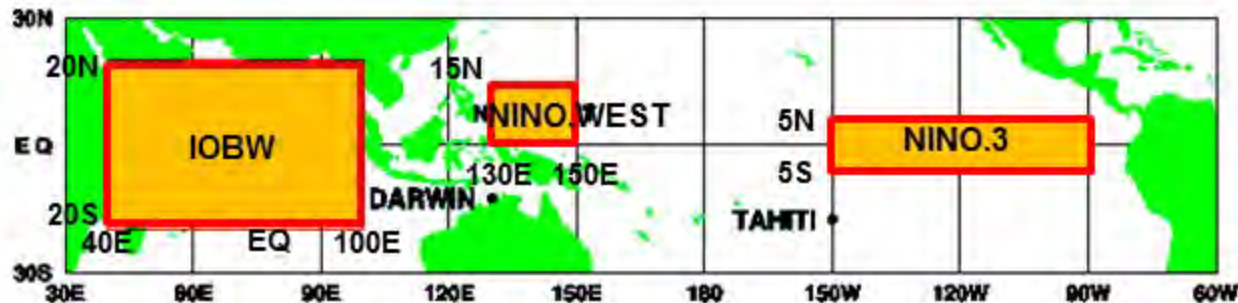 30N
20N
15N
5N
NINO.WEST
NINO.3
IOBW
EQ
130E 150E
5S
DARWIN
TAHITI
20S
40E EQ 100E
30S
30E 60E 90E 120E 150E 180 150W 120W 90W 60W